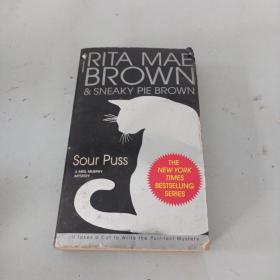 RITA MAE
BROWN
& SNEAKY PIE BROWN
Sour Puss
A MRS. MURPHY
MYSTERY
THE
NEW YORK
TIMES
BESTSELLING
SERIES
It Takes a Cat to Write the Purr-fect Mystery